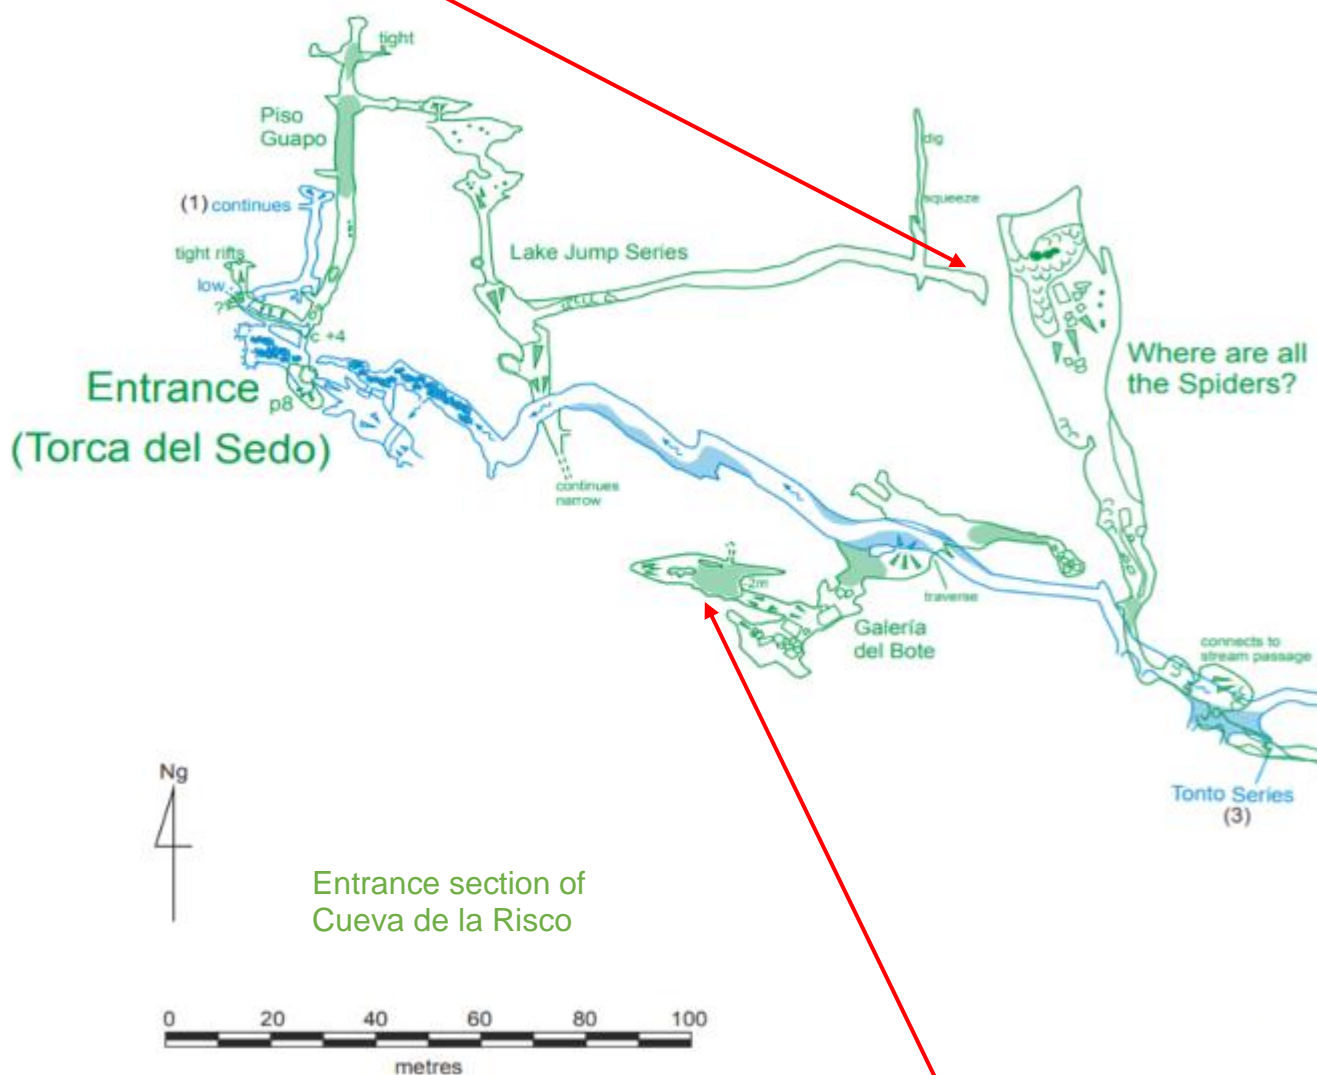 tight
Piso
Guapo
dig
(1) continues
squeeze
tight rifts
Lake Jump Series
low
??
c +4
Where are all
the Spiders?
Entrance
p8
(Torca del Sedo)
continues
narrow
-2m
traverse
Galería
del Bote
connects to
stream passage
Ng
Tonto Series
(3)
Entrance section of
Cueva de la Risco
0 20 40 60 80 100
metres